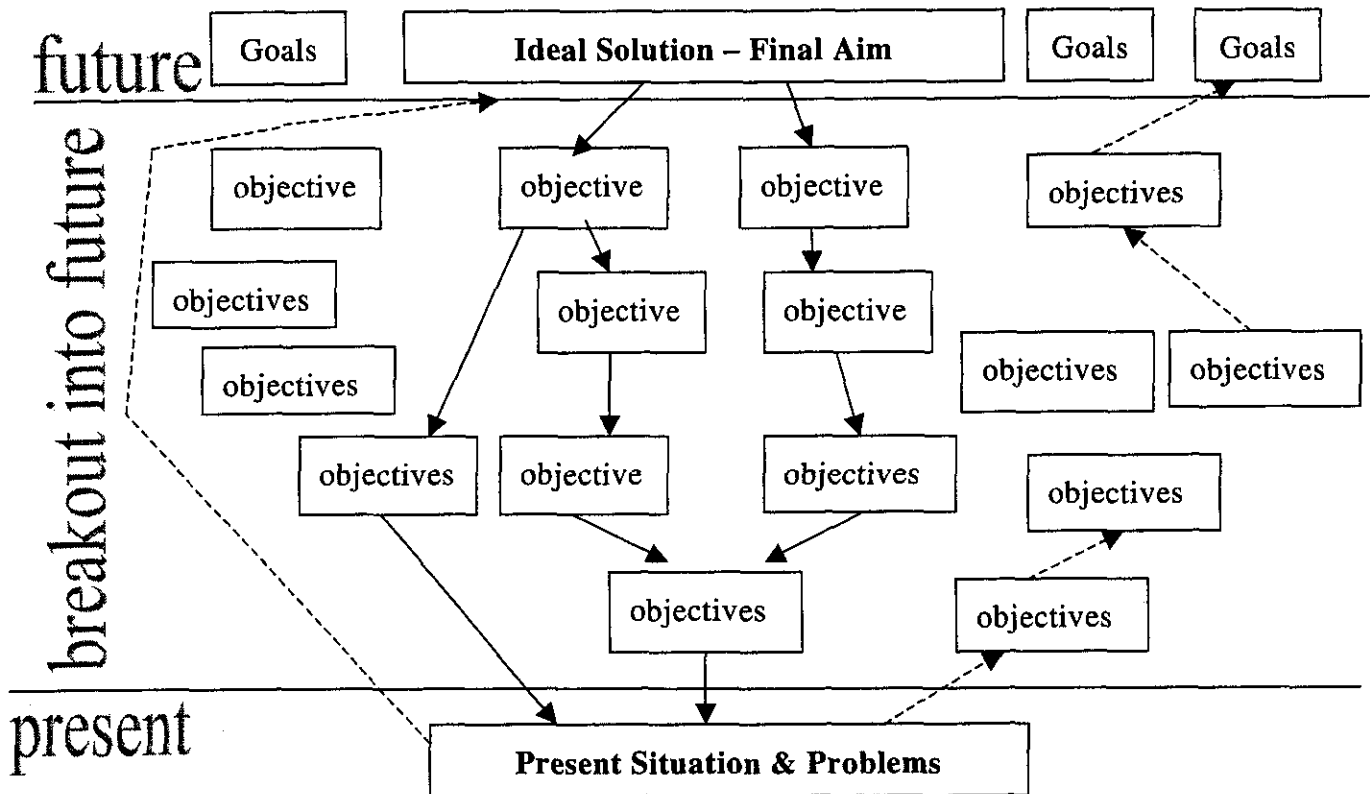 future
Goals
Ideal Solution – Final Aim
Goals
Goals
breakout into future
objective
objective
objective
objectives
objectives
objective
objective
objectives
objectives
objectives
objectives
objective
objectives
objectives
objectives
objectives
present
Present Situation & Problems